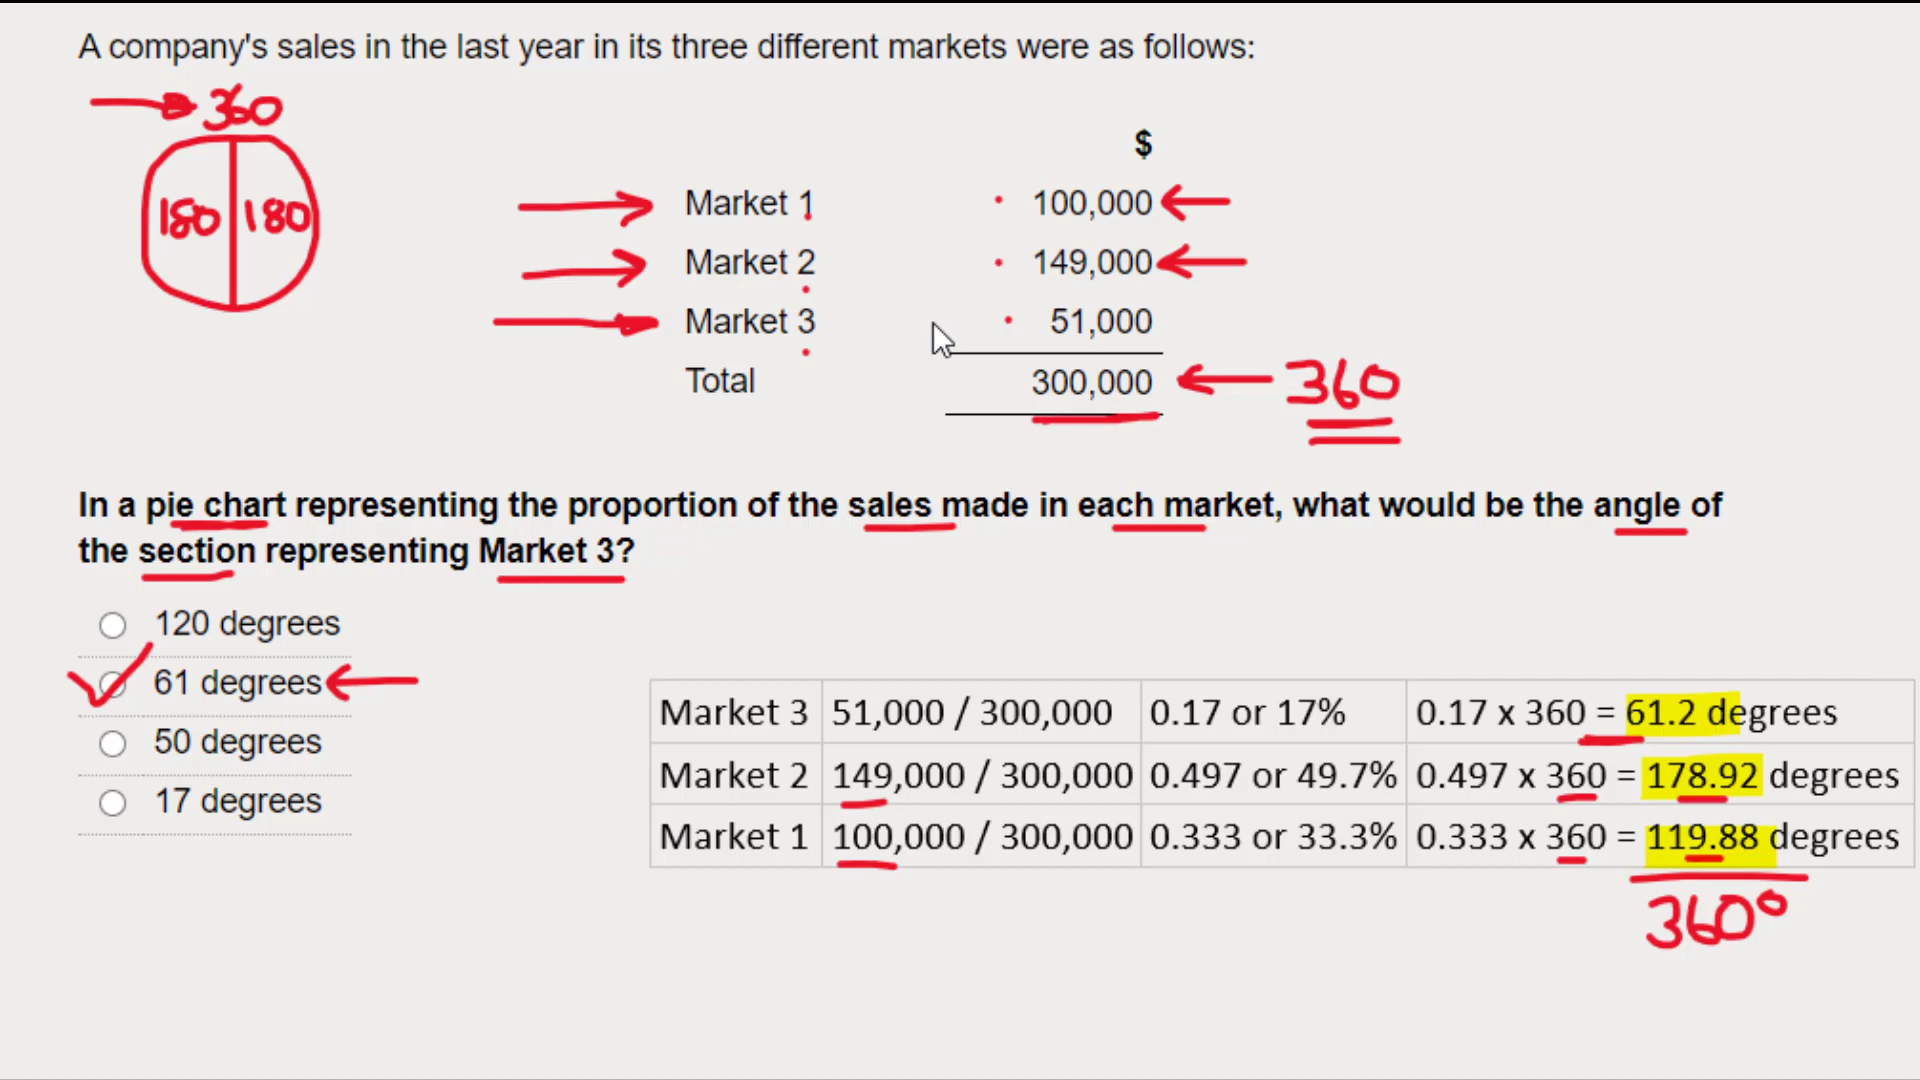 A company's sales in the last year in its three different markets were as follows:
360
180 180
$
Market 1 100,000
Market 2 149,000
Market 3 51,000
Total 300,000 360
In a pie chart representing the proportion of the sales made in each market, what would be the angle of
the section representing Market 3?
120 degrees
61 degrees
50 degrees
17 degrees
Market 3 51,000 / 300,000 0.17 or 17% 0.17 x 360 = 61.2 degrees
Market 2 149,000 / 300,000 0.497 or 49.7% 0.497 x 360 = 178.92 degrees
Market 1 100,000 / 300,000 0.333 or 33.3% 0.333 x 360 = 119.88 degrees
360°